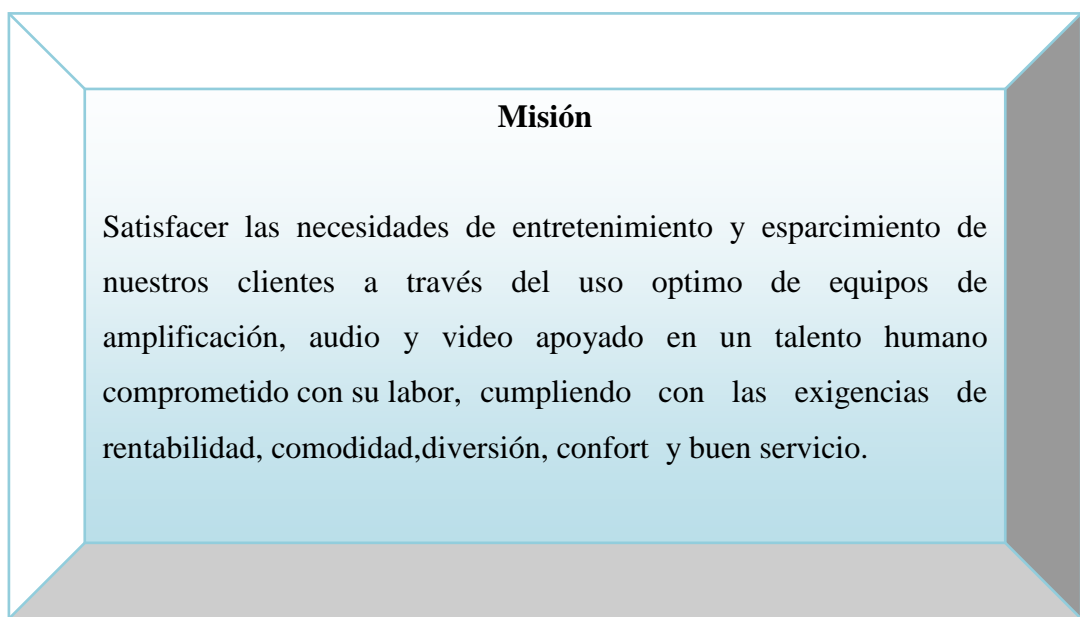 Misión
Satisfacer las necesidades de entretenimiento y esparcimiento de
nuestros clientes a través del uso optimo de equipos de
amplificación, audio y video apoyado en un talento humano
comprometido con su labor, cumpliendo con las exigencias de
rentabilidad, comodidad,diversión, confort y buen servicio.